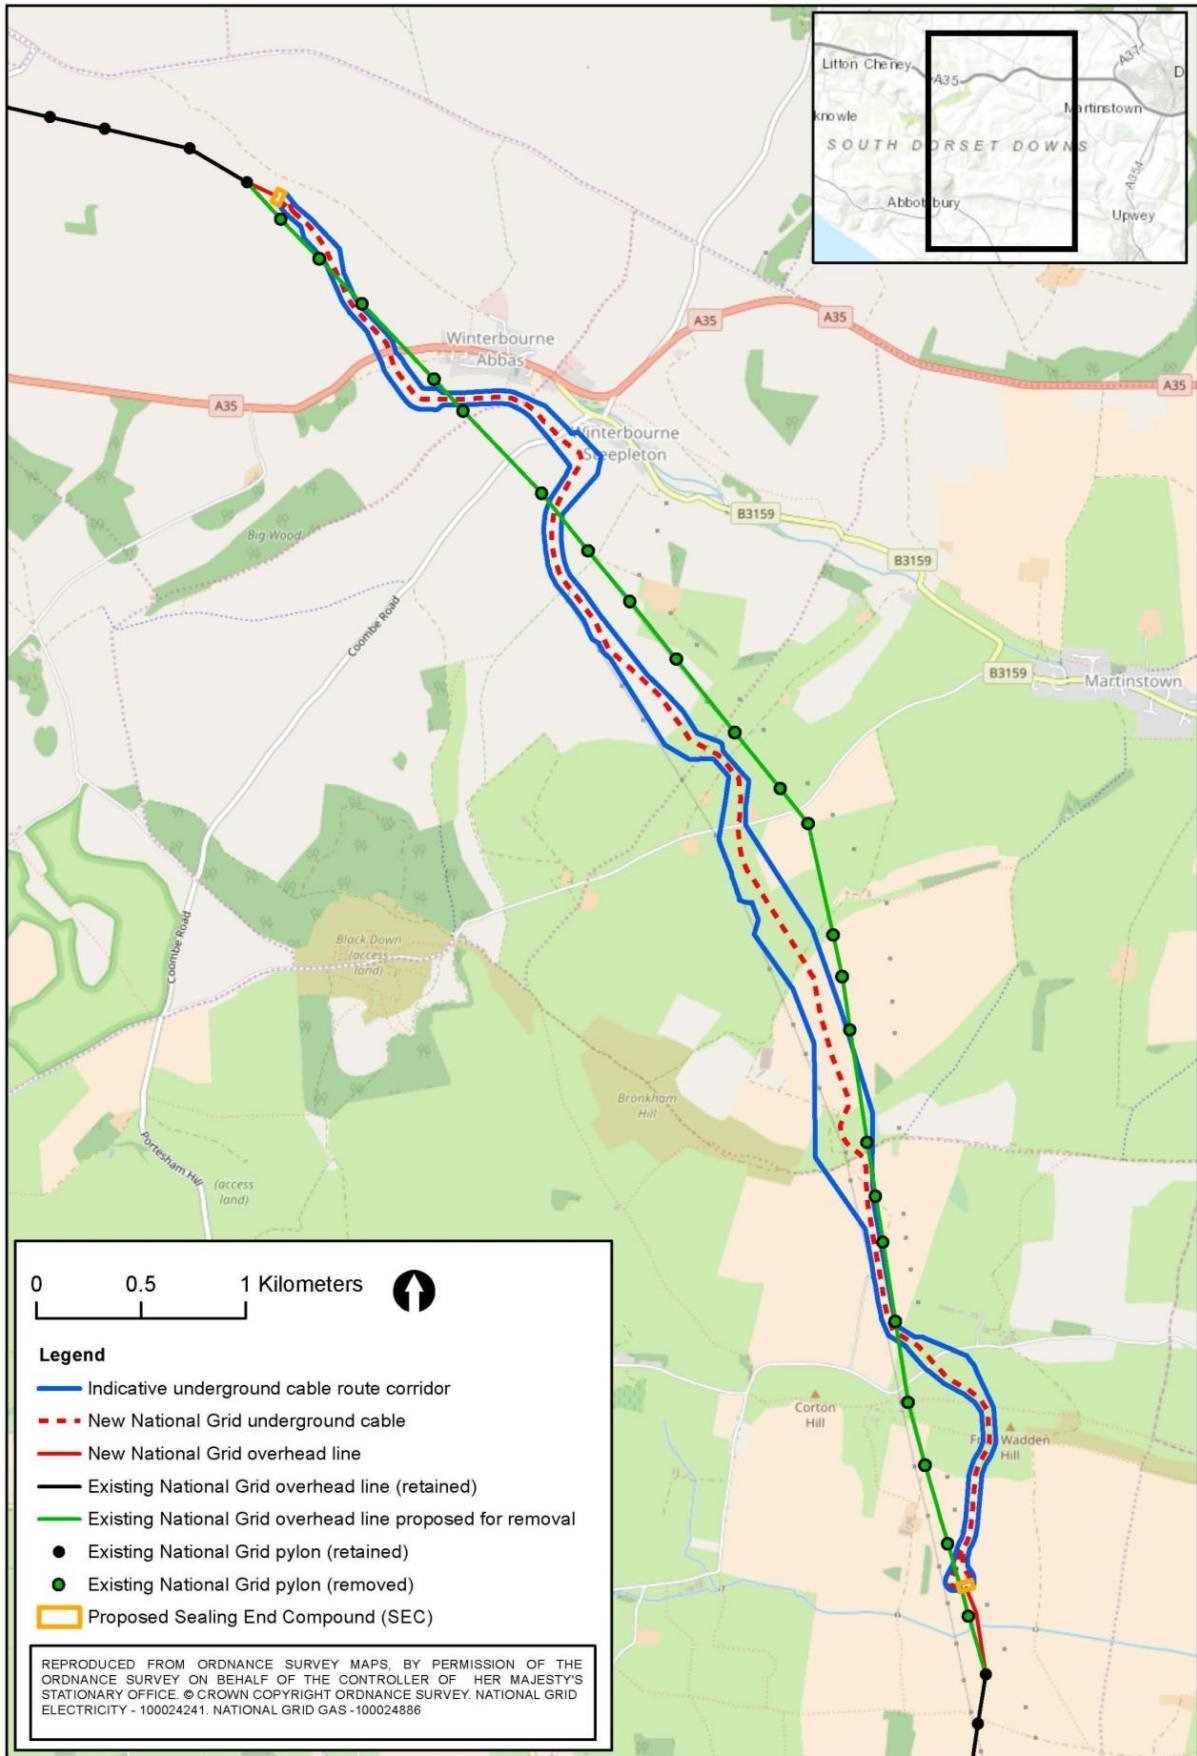 Litton Cheney
A35
A37
D
Martinstown
knowle
SOUTH DORSET DOWNS
A354
Abbotsbury
Upwey
Winterbourne
Abbas
A35
A35
A35
A35
Winterbourne
Steepleton
B3159
Big Wood
B3159
Coombe Road
B3159
Martinstown
Coombe Road
Black Down
(access
land)
Bronkham
Hill
Portesham Hill
(access
land)
Corton
Hill
Wadden
Hill
0 0.5 1 Kilometers
Legend
Indicative underground cable route corridor
New National Grid underground cable
New National Grid overhead line
Existing National Grid overhead line (retained)
Existing National Grid overhead line proposed for removal
Existing National Grid pylon (retained)
Existing National Grid pylon (removed)
Proposed Sealing End Compound (SEC)
REPRODUCED FROM ORDNANCE SURVEY MAPS, BY PERMISSION OF THE
ORDNANCE SURVEY ON BEHALF OF THE CONTROLLER OF HER MAJESTY'S
STATIONARY OFFICE. © CROWN COPYRIGHT ORDNANCE SURVEY. NATIONAL GRID
ELECTRICITY - 100024241. NATIONAL GRID GAS -100024886